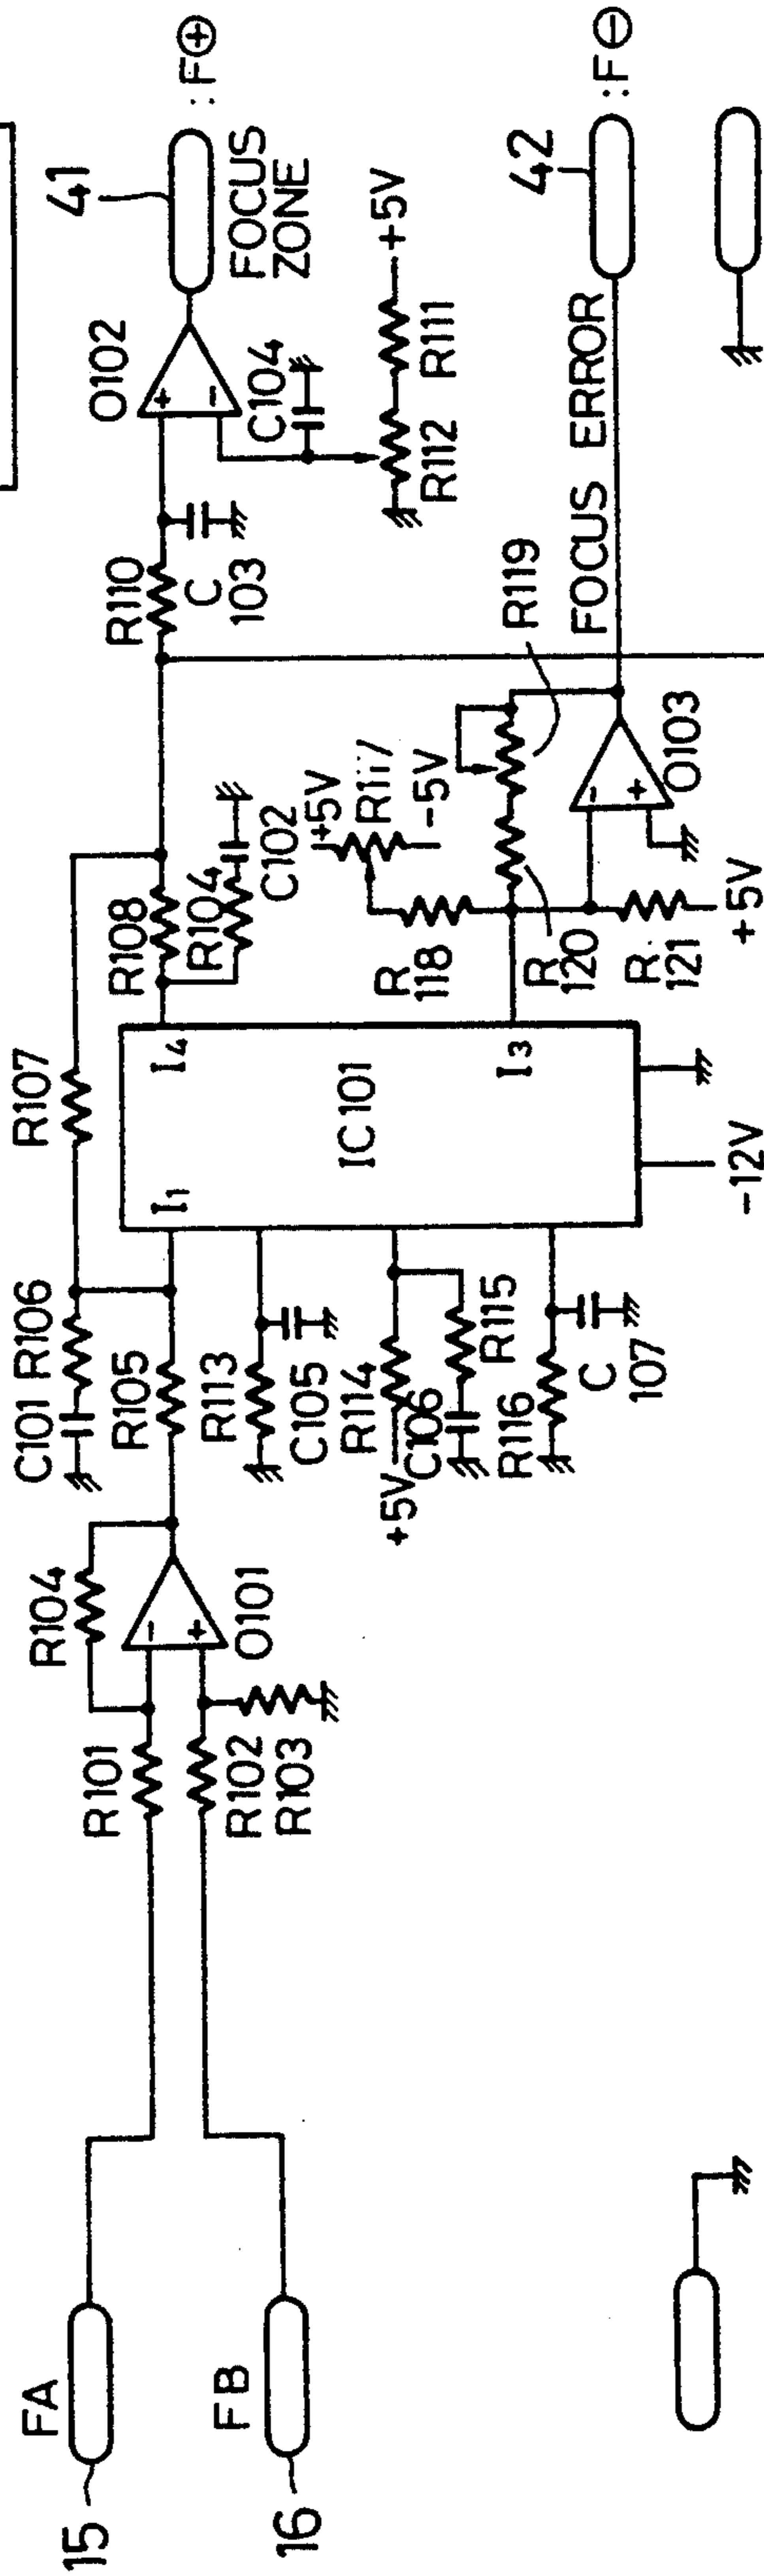 15
FA
16
FB
R101
R102
R103
R104
O101
−
+
C101
R106
R105
R107
R113
C105
R114
+5V
C106
R115
R116
C
107
I1
I4
IC101
I3
-12V
R108
R104
C102
+5V
R117
-5V
R
118
R
120
R
121
+5V
−
+
O103
R119
FOCUS ERROR
R110
C
103
O102
+
−
C104
R112
R111
+5V
41
FOCUS
ZONE
:F⊕
42
:F⊖